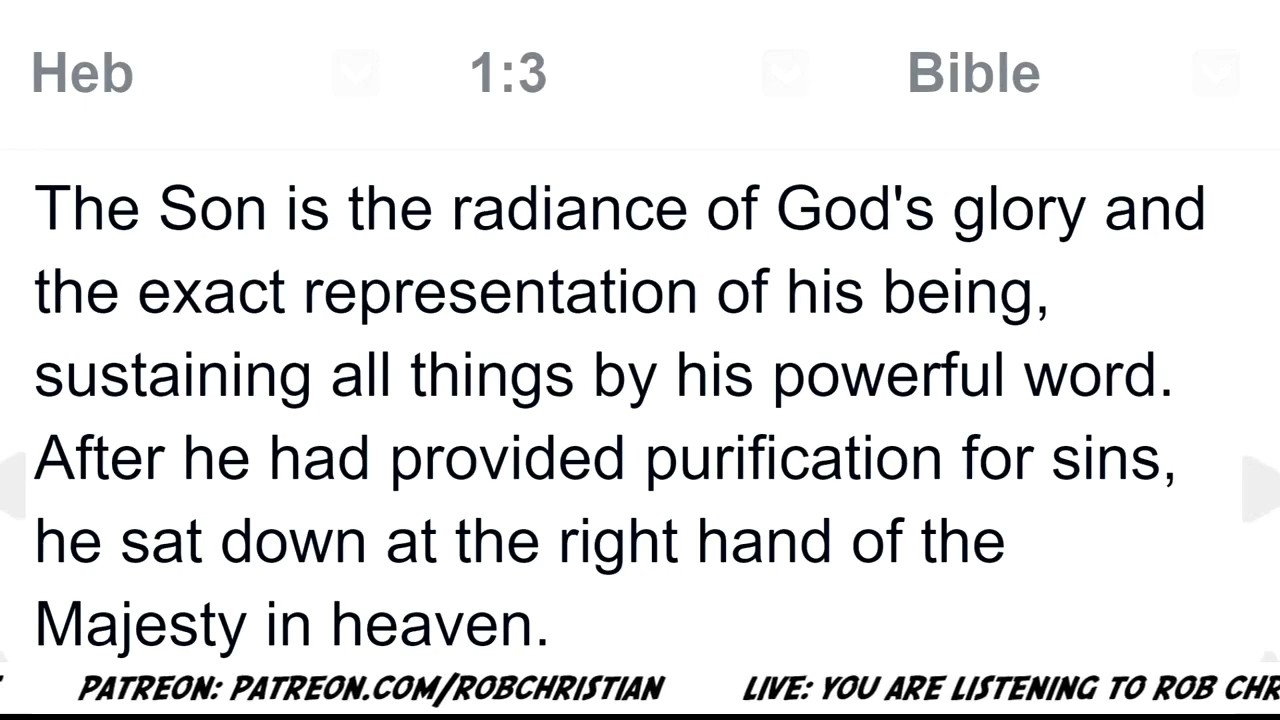 Heb 1:3 Bible
The Son is the radiance of God's glory and
the exact representation of his being,
sustaining all things by his powerful word.
After he had provided purification for sins,
he sat down at the right hand of the
Majesty in heaven.
PATREON: PATREON.COM/ROBCHRISTIAN LIVE: YOU ARE LISTENING TO ROB